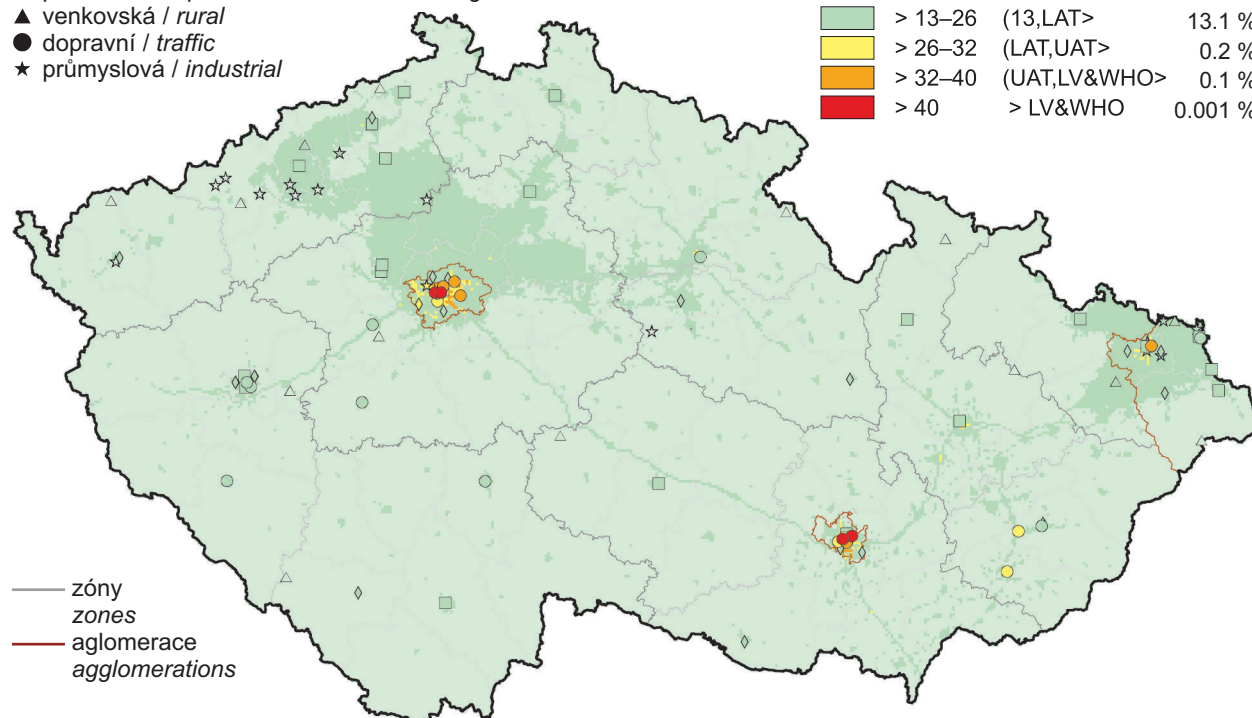 venkovská / rural
dopravní / traffic
průmyslová / industrial
> 13–26 (13,LAT> 13.1 %
> 26–32 (LAT,UAT> 0.2 %
> 32–40 (UAT,LV&WHO> 0.1 %
> 40 > LV&WHO 0.001 %
zóny
zones
aglomerace
agglomerations